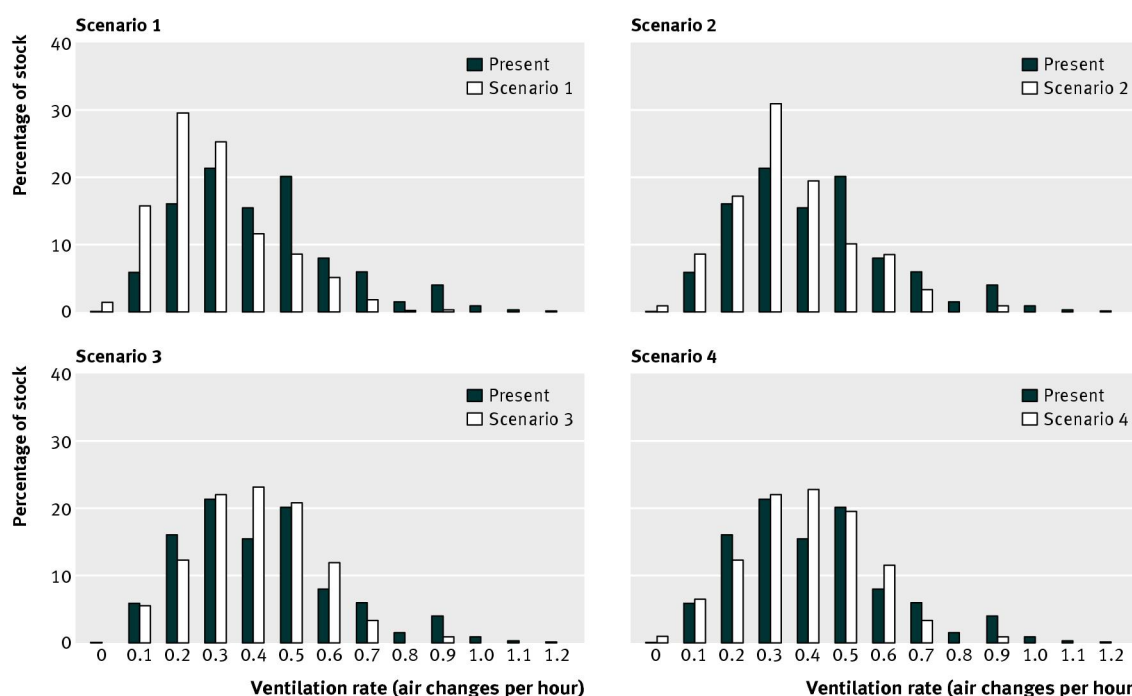 Scenario 1
Percentage of stock
40
30
20
10
0
Present
Scenario 1
Scenario 2
Present
Scenario 2
Scenario 3
Percentage of stock
40
30
20
10
0
Present
Scenario 3
0 0.1 0.2 0.3 0.4 0.5 0.6 0.7 0.8 0.9 1.0 1.1 1.2
Ventilation rate (air changes per hour)
Scenario 4
Present
Scenario 4
0 0.1 0.2 0.3 0.4 0.5 0.6 0.7 0.8 0.9 1.0 1.1 1.2
Ventilation rate (air changes per hour